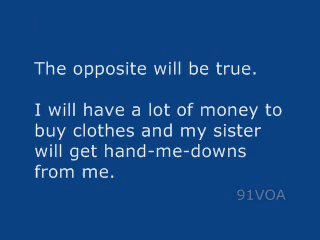 The opposite will be true.
I will have a lot of money to
buy clothes and my sister
will get hand-me-downs
from me.
91VOA